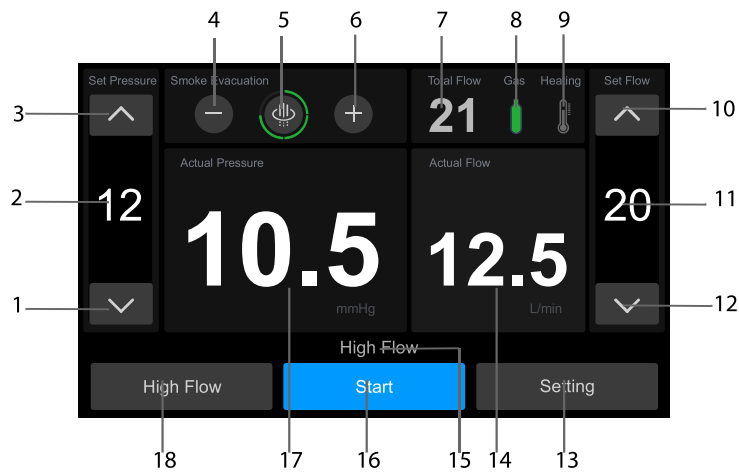 4 5 6 7 8 9
Set Pressure Smoke Evacuation Total Flow Gas Heating Set Flow
3 − + 21 10
Actual Pressure Actual Flow
2 12 10.5 12.5 20 11
1 mmHg L/min 12
High Flow
High Flow Start Setting
18 17 16 15 14 13